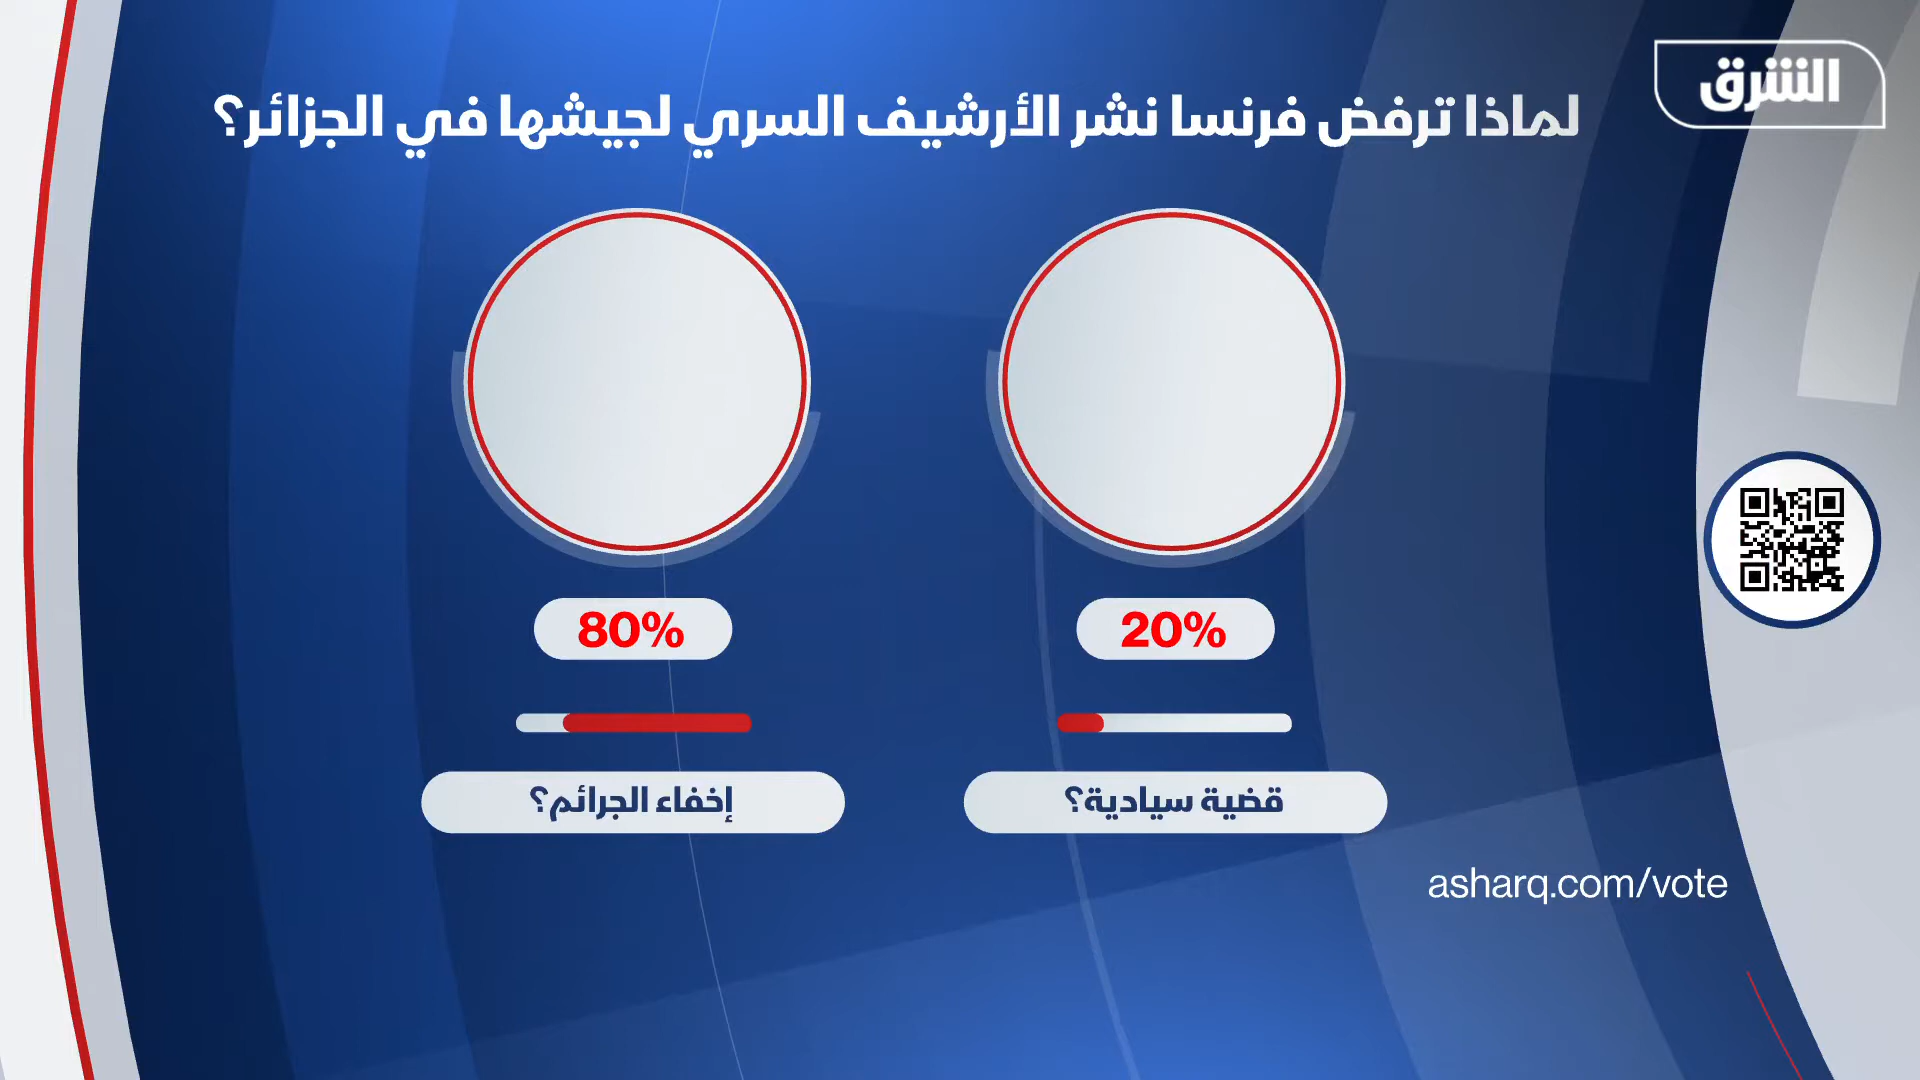 الشرق
لماذا ترفض فرنسا نشر الأرشيف السري لجيشها في الجزائر؟
20%
80%
قضية سيادية؟
إخفاء الجرائم؟
asharq.com/vote